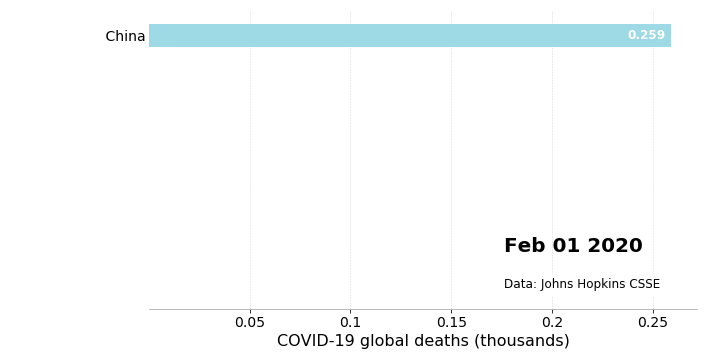 China 0.259
Feb 01 2020
Data: Johns Hopkins CSSE
0.05 0.1 0.15 0.2 0.25
COVID-19 global deaths (thousands)